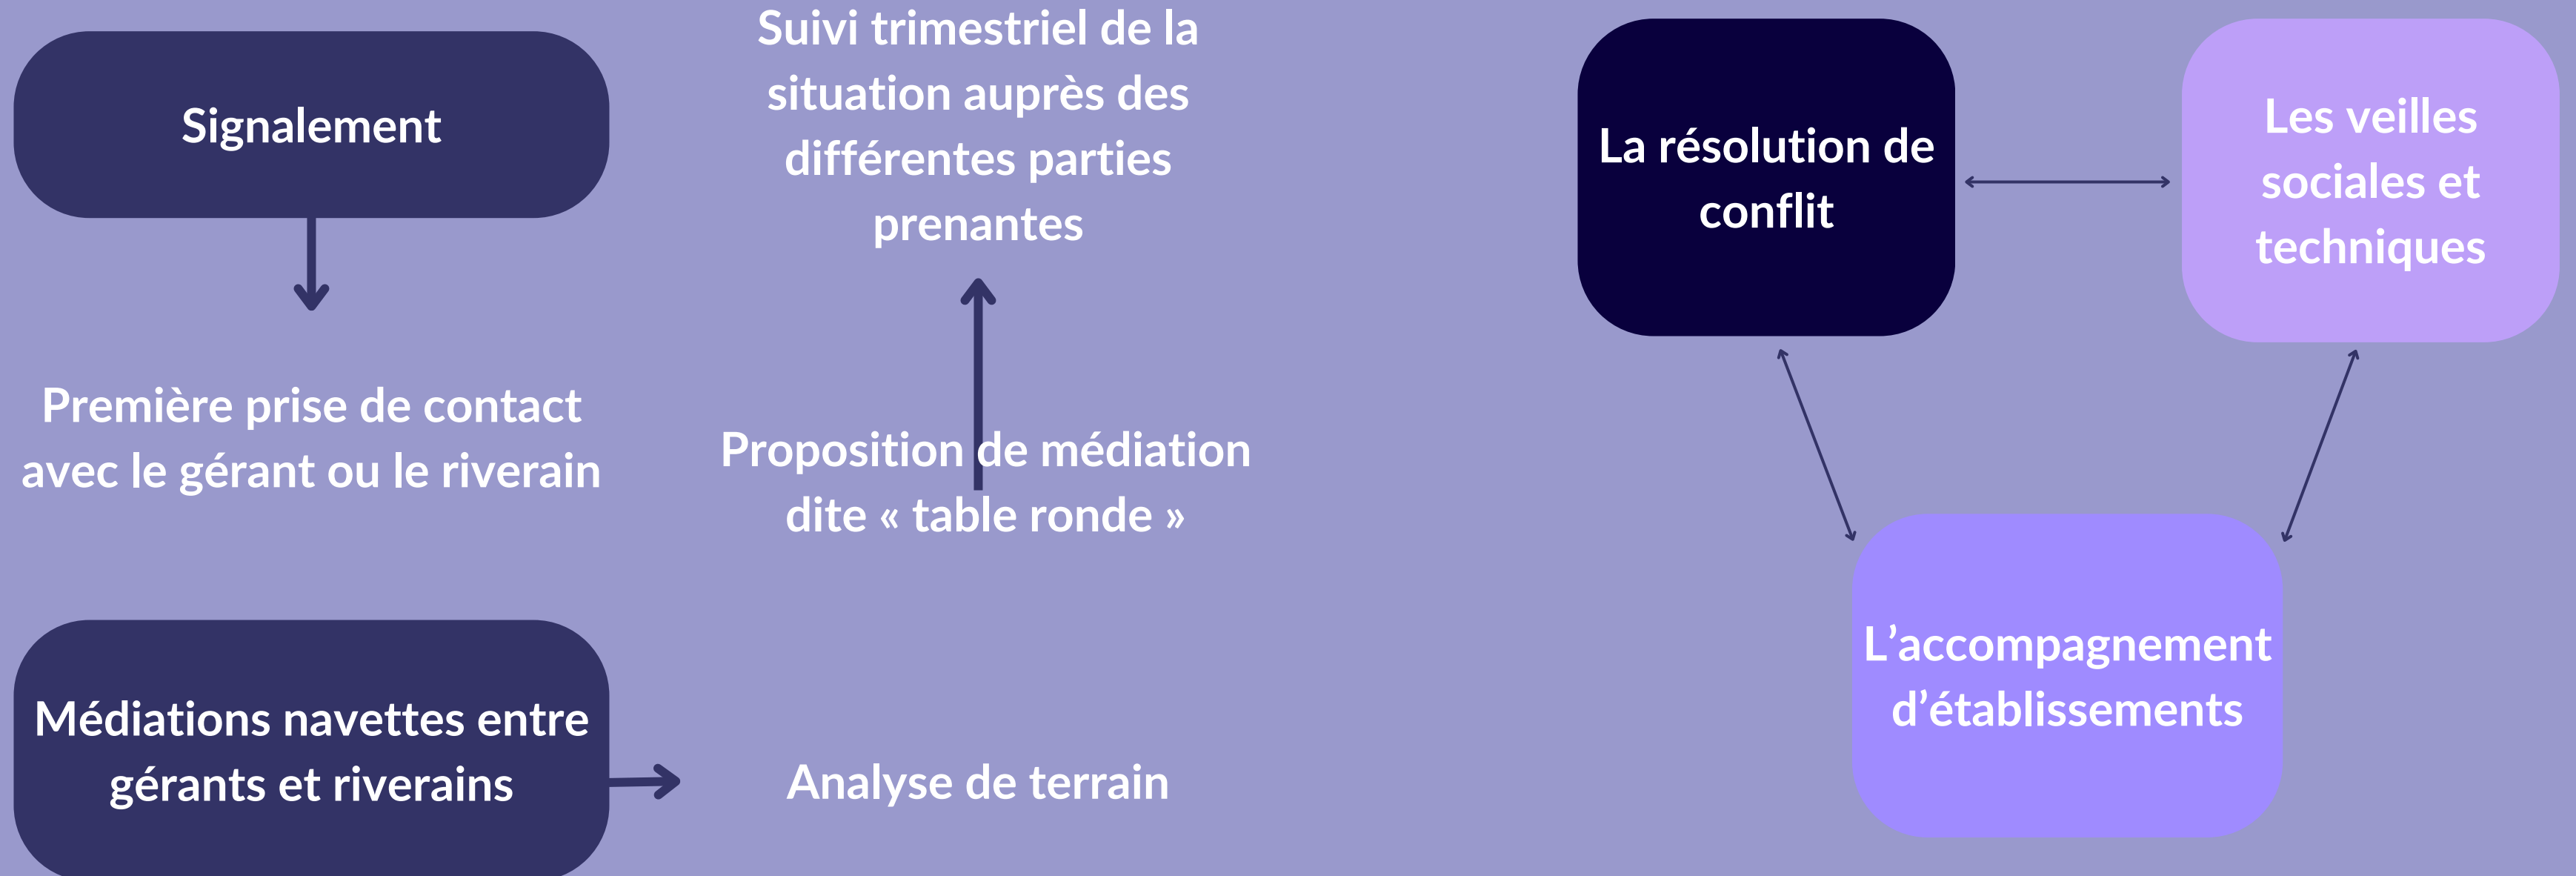 Signalement
Première prise de contact
avec le gérant ou le riverain
Médiations navettes entre
gérants et riverains
Analyse de terrain
Proposition de médiation
dite « table ronde »
Suivi trimestriel de la
situation auprès des
différentes parties
prenantes
La résolution de
conflit
Les veilles
sociales et
techniques
L’accompagnement
d’établissements